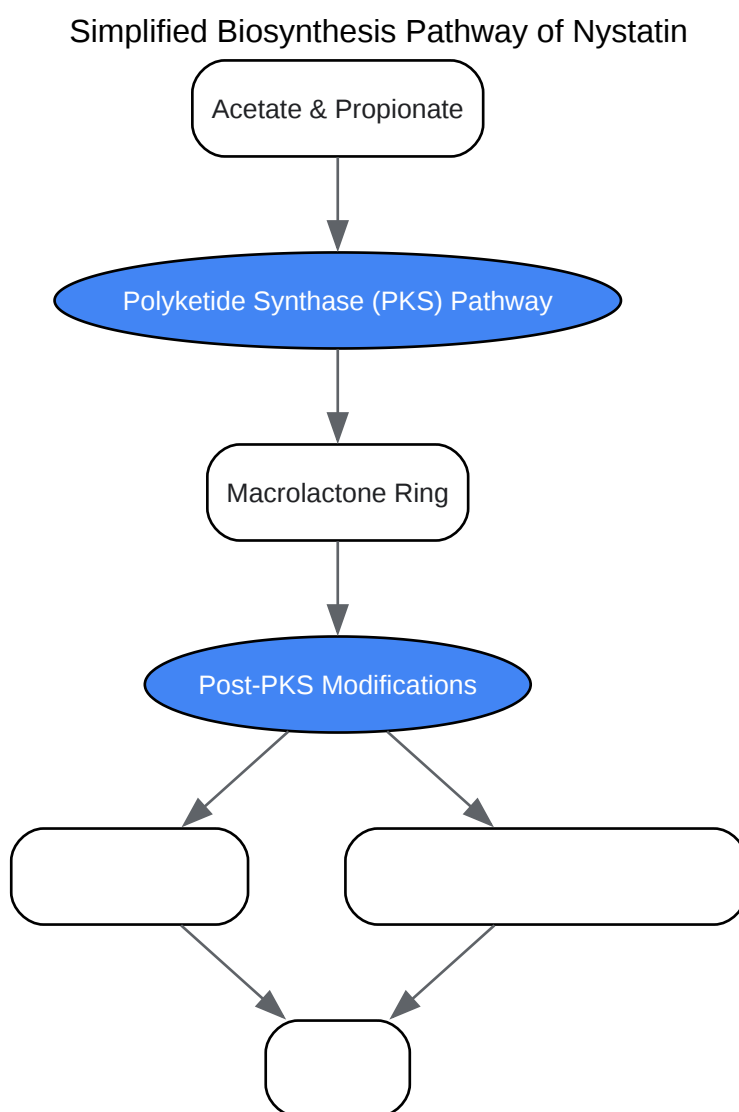 Simplified Biosynthesis Pathway of Nystatin
Acetate & Propionate
Polyketide Synthase (PKS) Pathway
Macrolactone Ring
Post-PKS Modifications